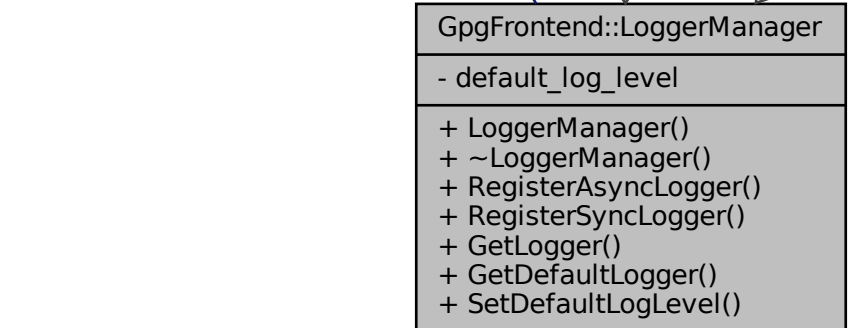 GpgFrontend::LoggerManager
- default_log_level
+ LoggerManager()
+ ~LoggerManager()
+ RegisterAsyncLogger()
+ RegisterSyncLogger()
+ GetLogger()
+ GetDefaultLogger()
+ SetDefaultLogLevel()